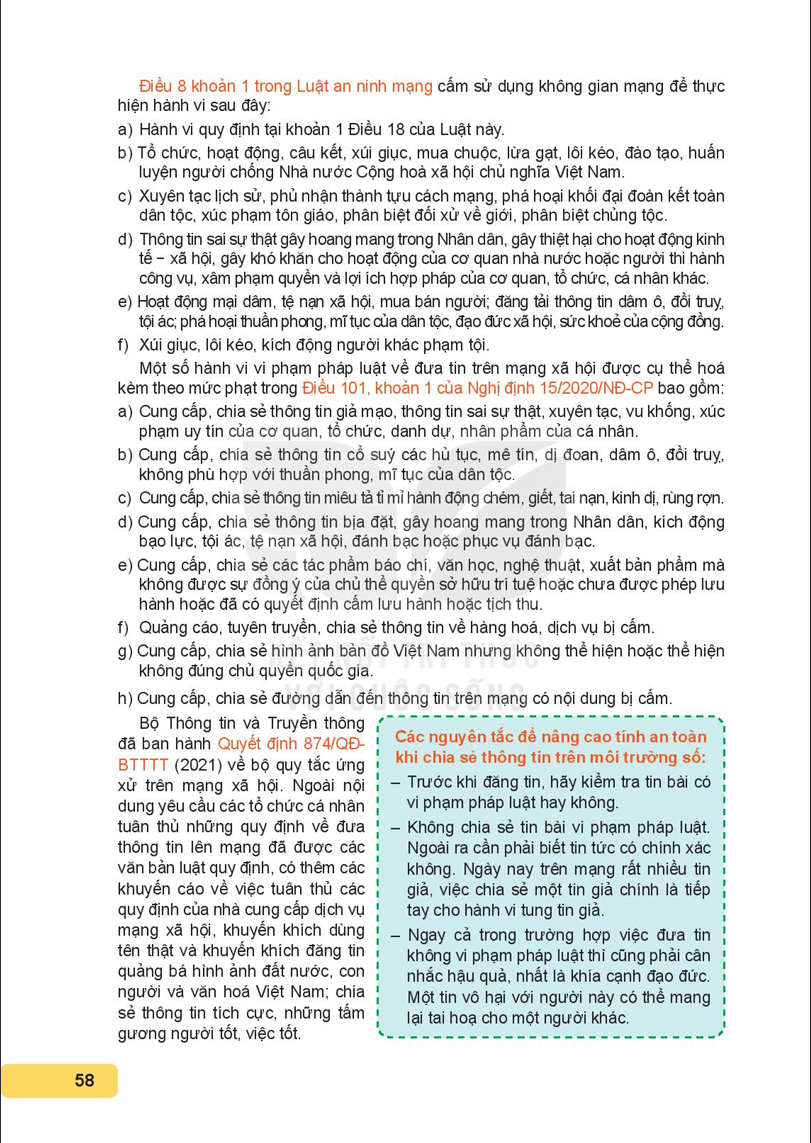 Điều 8 khoản 1 trong Luật an ninh mạng cấm sử dụng không gian mạng để thực
hiện hành vi sau đây:
a) Hành vi quy định tại khoản 1 Điều 18 của Luật này.
b) Tổ chức, hoạt động, câu kết, xúi giục, mua chuộc, lừa gạt, lôi kéo, đào tạo, huấn
luyện người chống Nhà nước Cộng hoà xã hội chủ nghĩa Việt Nam.
c) Xuyên tạc lịch sử, phủ nhận thành tựu cách mạng, phá hoại khối đại đoàn kết toàn
dân tộc, xúc phạm tôn giáo, phân biệt đối xử về giới, phân biệt chủng tộc.
d) Thông tin sai sự thật gây hoang mang trong Nhân dân, gây thiệt hại cho hoạt động kinh
tế – xã hội, gây khó khăn cho hoạt động của cơ quan nhà nước hoặc người thi hành
công vụ, xâm phạm quyền và lợi ích hợp pháp của cơ quan, tổ chức, cá nhân khác.
e) Hoạt động mại dâm, tệ nạn xã hội, mua bán người; đăng tải thông tin dâm ô, đồi truỵ,
tội ác; phá hoại thuần phong, mĩ tục của dân tộc, đạo đức xã hội, sức khoẻ của cộng đồng.
f) Xúi giục, lôi kéo, kích động người khác phạm tội.
Một số hành vi vi phạm pháp luật về đưa tin trên mạng xã hội được cụ thể hoá
kèm theo mức phạt trong Điều 101, khoản 1 của Nghị định 15/2020/NĐ-CP bao gồm:
a) Cung cấp, chia sẻ thông tin giả mạo, thông tin sai sự thật, xuyên tạc, vu khống, xúc
phạm uy tín của cơ quan, tổ chức, danh dự, nhân phẩm của cá nhân.
b) Cung cấp, chia sẻ thông tin cổ suý các hủ tục, mê tín, dị đoan, dâm ô, đồi truỵ,
không phù hợp với thuần phong, mĩ tục của dân tộc.
c) Cung cấp, chia sẻ thông tin miêu tả tỉ mỉ hành động chém, giết, tai nạn, kinh dị, rùng rợn.
d) Cung cấp, chia sẻ thông tin bịa đặt, gây hoang mang trong Nhân dân, kích động
bạo lực, tội ác, tệ nạn xã hội, đánh bạc hoặc phục vụ đánh bạc.
e) Cung cấp, chia sẻ các tác phẩm báo chí, văn học, nghệ thuật, xuất bản phẩm mà
không được sự đồng ý của chủ thể quyền sở hữu trí tuệ hoặc chưa được phép lưu
hành hoặc đã có quyết định cấm lưu hành hoặc tịch thu.
f) Quảng cáo, tuyên truyền, chia sẻ thông tin về hàng hoá, dịch vụ bị cấm.
g) Cung cấp, chia sẻ hình ảnh bản đồ Việt Nam nhưng không thể hiện hoặc thể hiện
không đúng chủ quyền quốc gia.
KẾT NỐI TRI THỨC
VỚI CUỘC SỐNG
h) Cung cấp, chia sẻ đường dẫn đến thông tin trên mạng có nội dung bị cấm.
Bộ Thông tin và Truyền thông
đã ban hành Quyết định 874/QĐ-
BTTTT (2021) về bộ quy tắc ứng
xử trên mạng xã hội. Ngoài nội
dung yêu cầu các tổ chức cá nhân
tuân thủ những quy định về đưa
thông tin lên mạng đã được các
văn bản luật quy định, có thêm các
khuyến cáo về việc tuân thủ các
quy định của nhà cung cấp dịch vụ
mạng xã hội, khuyến khích dùng
tên thật và khuyến khích đăng tin
quảng bá hình ảnh đất nước, con
người và văn hoá Việt Nam; chia
sẻ thông tin tích cực, những tấm
gương người tốt, việc tốt.
Các nguyên tắc để nâng cao tính an toàn
khi chia sẻ thông tin trên môi trường số:
– Trước khi đăng tin, hãy kiểm tra tin bài có
vi phạm pháp luật hay không.
– Không chia sẻ tin bài vi phạm pháp luật.
Ngoài ra cần phải biết tin tức có chính xác
không. Ngày nay trên mạng rất nhiều tin
giả, việc chia sẻ một tin giả chính là tiếp
tay cho hành vi tung tin giả.
– Ngay cả trong trường hợp việc đưa tin
không vi phạm pháp luật thì cũng phải cân
nhắc hậu quả, nhất là khía cạnh đạo đức.
Một tin vô hại với người này có thể mang
lại tai hoạ cho một người khác.
58